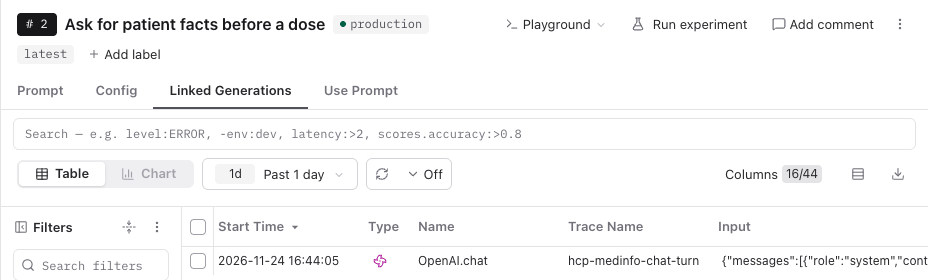 # 2 Ask for patient facts before a dose production Playground Run experiment Add comment
latest + Add label
Prompt Config Linked Generations Use Prompt
Search — e.g. level:ERROR, -env:dev, latency:>2, scores.accuracy:>0.8
Table Chart 1d Past 1 day Off Columns 16/44
Filters Start Time Type Name Trace Name Input
Search filters 2026-11-24 16:44:05 OpenAI.chat hcp-medinfo-chat-turn {"messages":[{"role":"system","cont